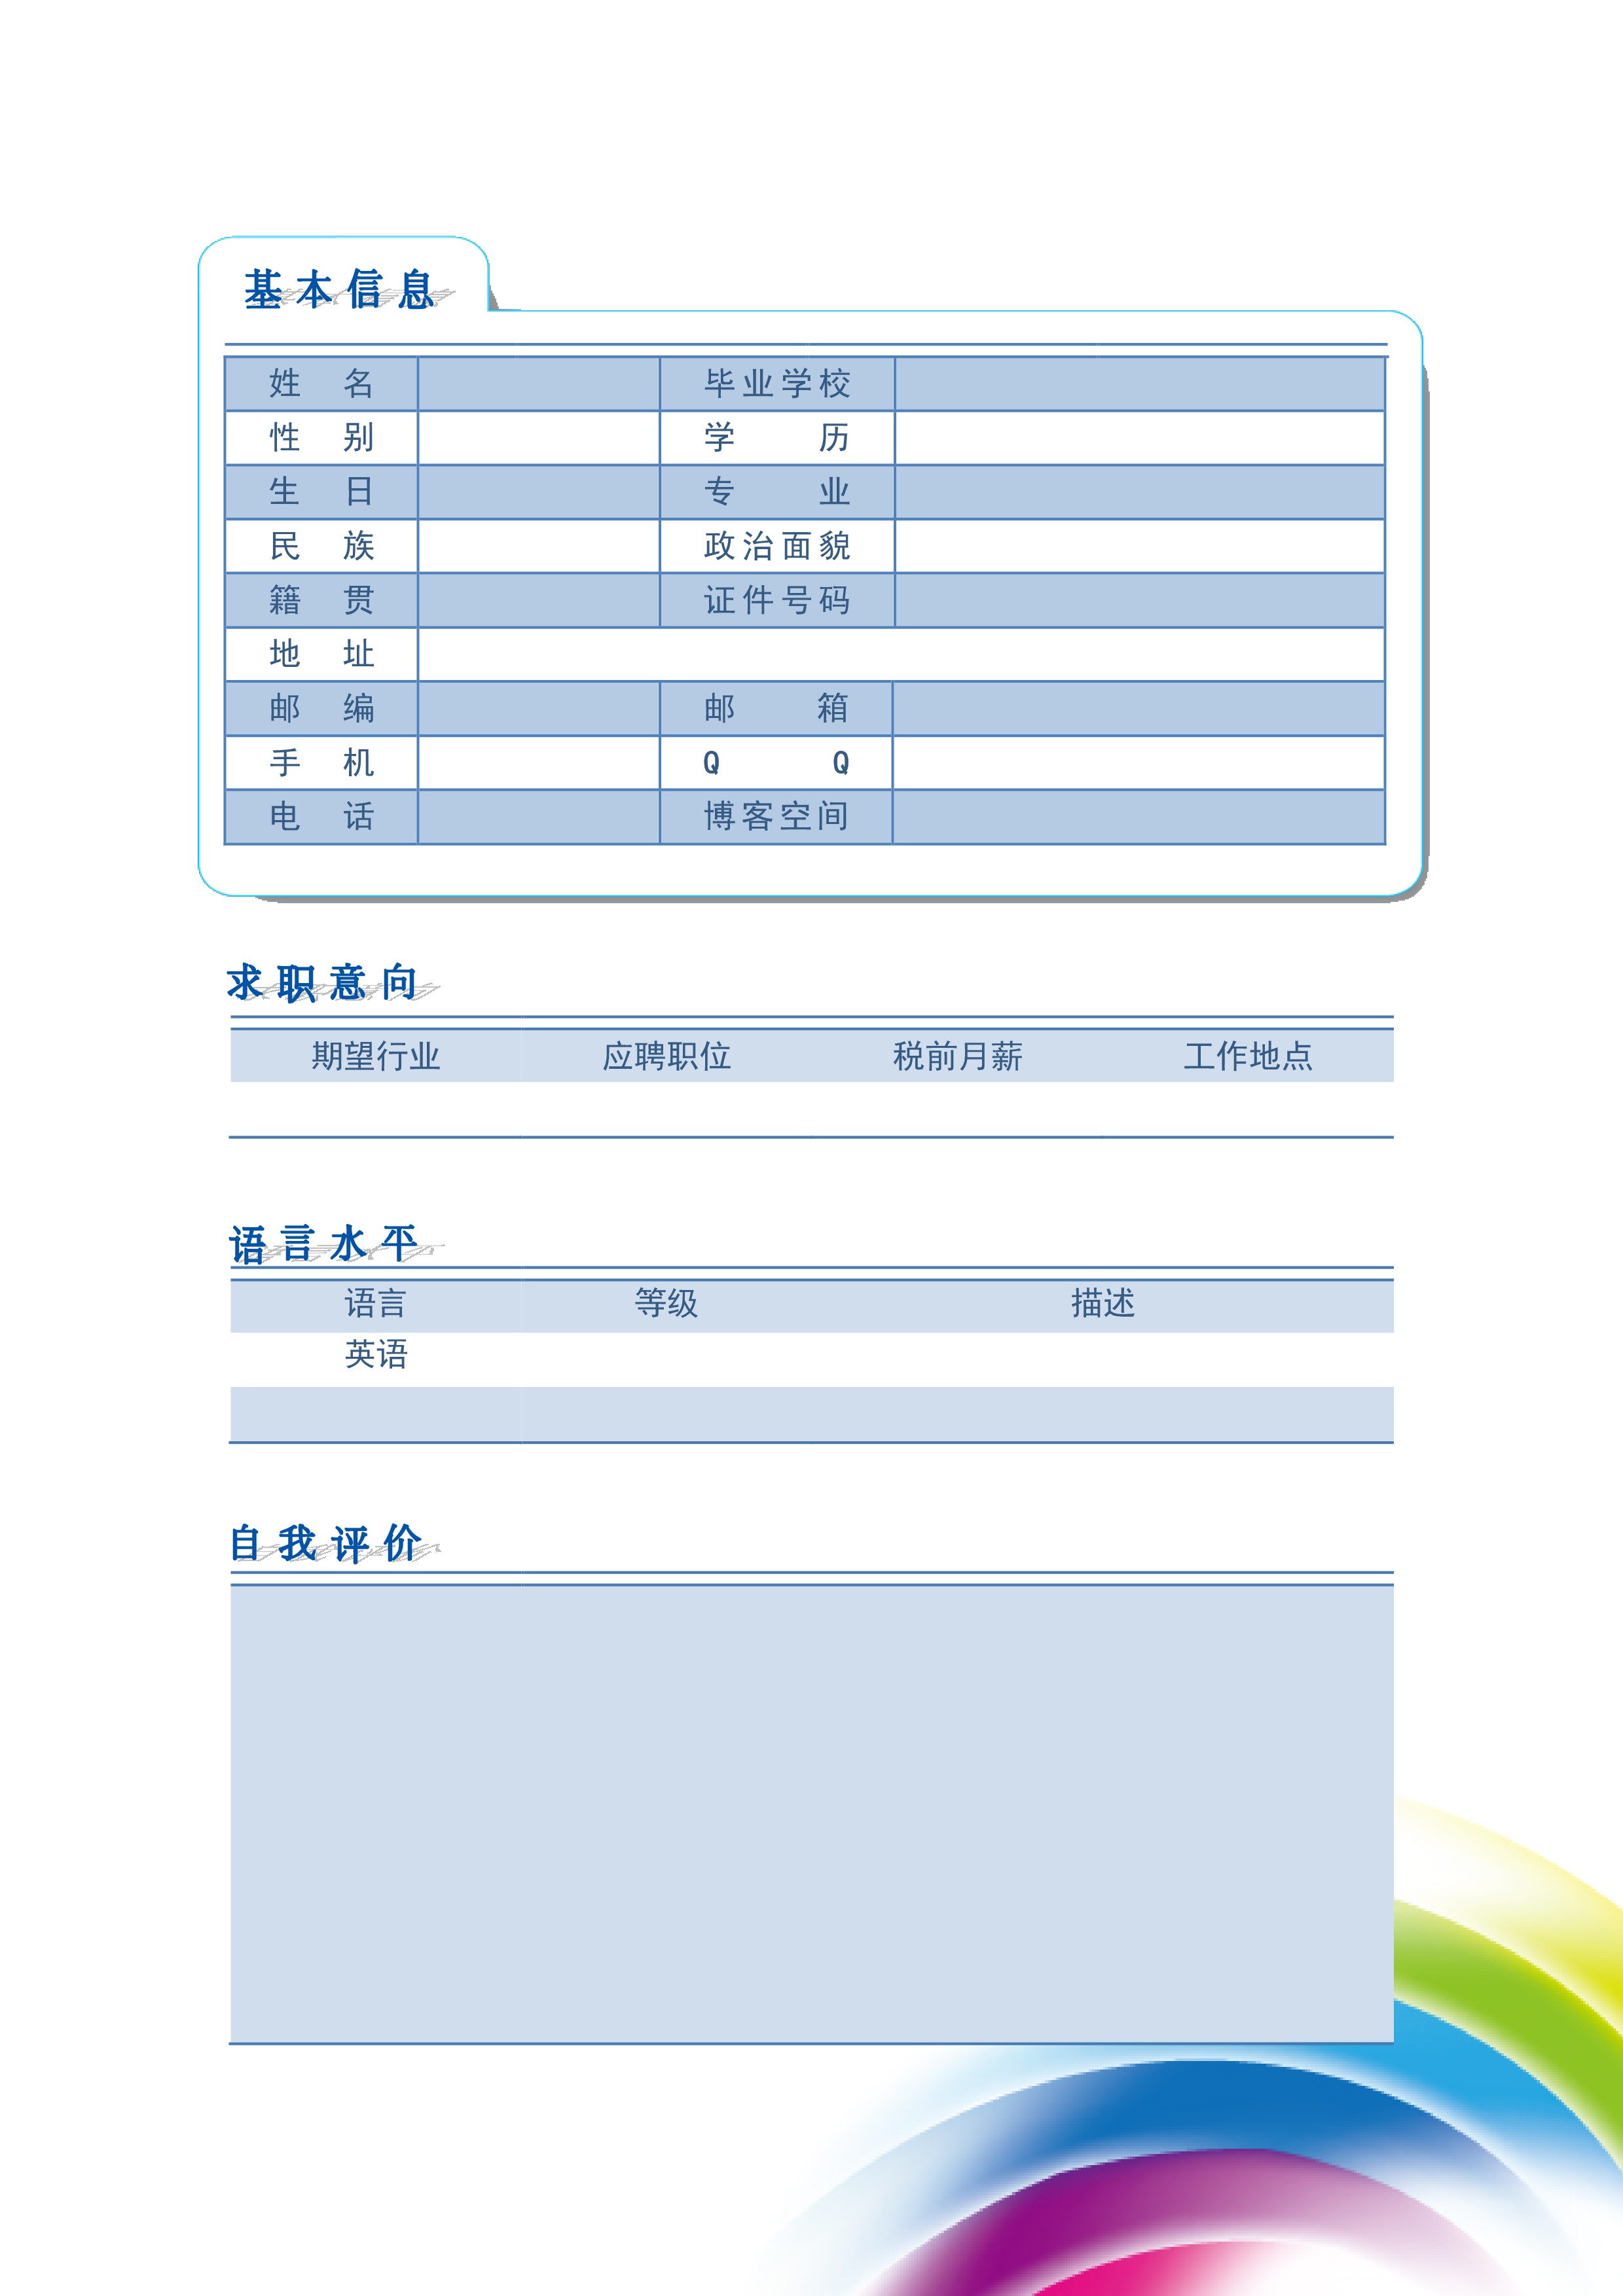 基本信息
姓 名 毕业学校
性 别 学 历
生 日 专 业
民 族 政治面貌
籍 贯 证件号码
地 址
邮 编 邮 箱
手 机 Q Q
电 话 博客空间
求职意向
期望行业 应聘职位 税前月薪 工作地点
语言水平
语言 等级 描述
英语
自我评价